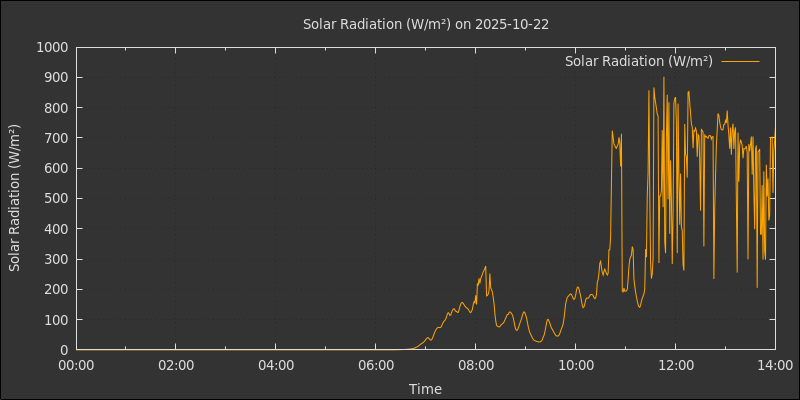 Solar Radiation (W/m²) on 2025-10-22
Solar Radiation (W/m²)
Solar Radiation (W/m²)
1000
900
800
700
600
500
400
300
200
100
0
00:00 02:00 04:00 06:00 08:00 10:00 12:00 14:00
Time